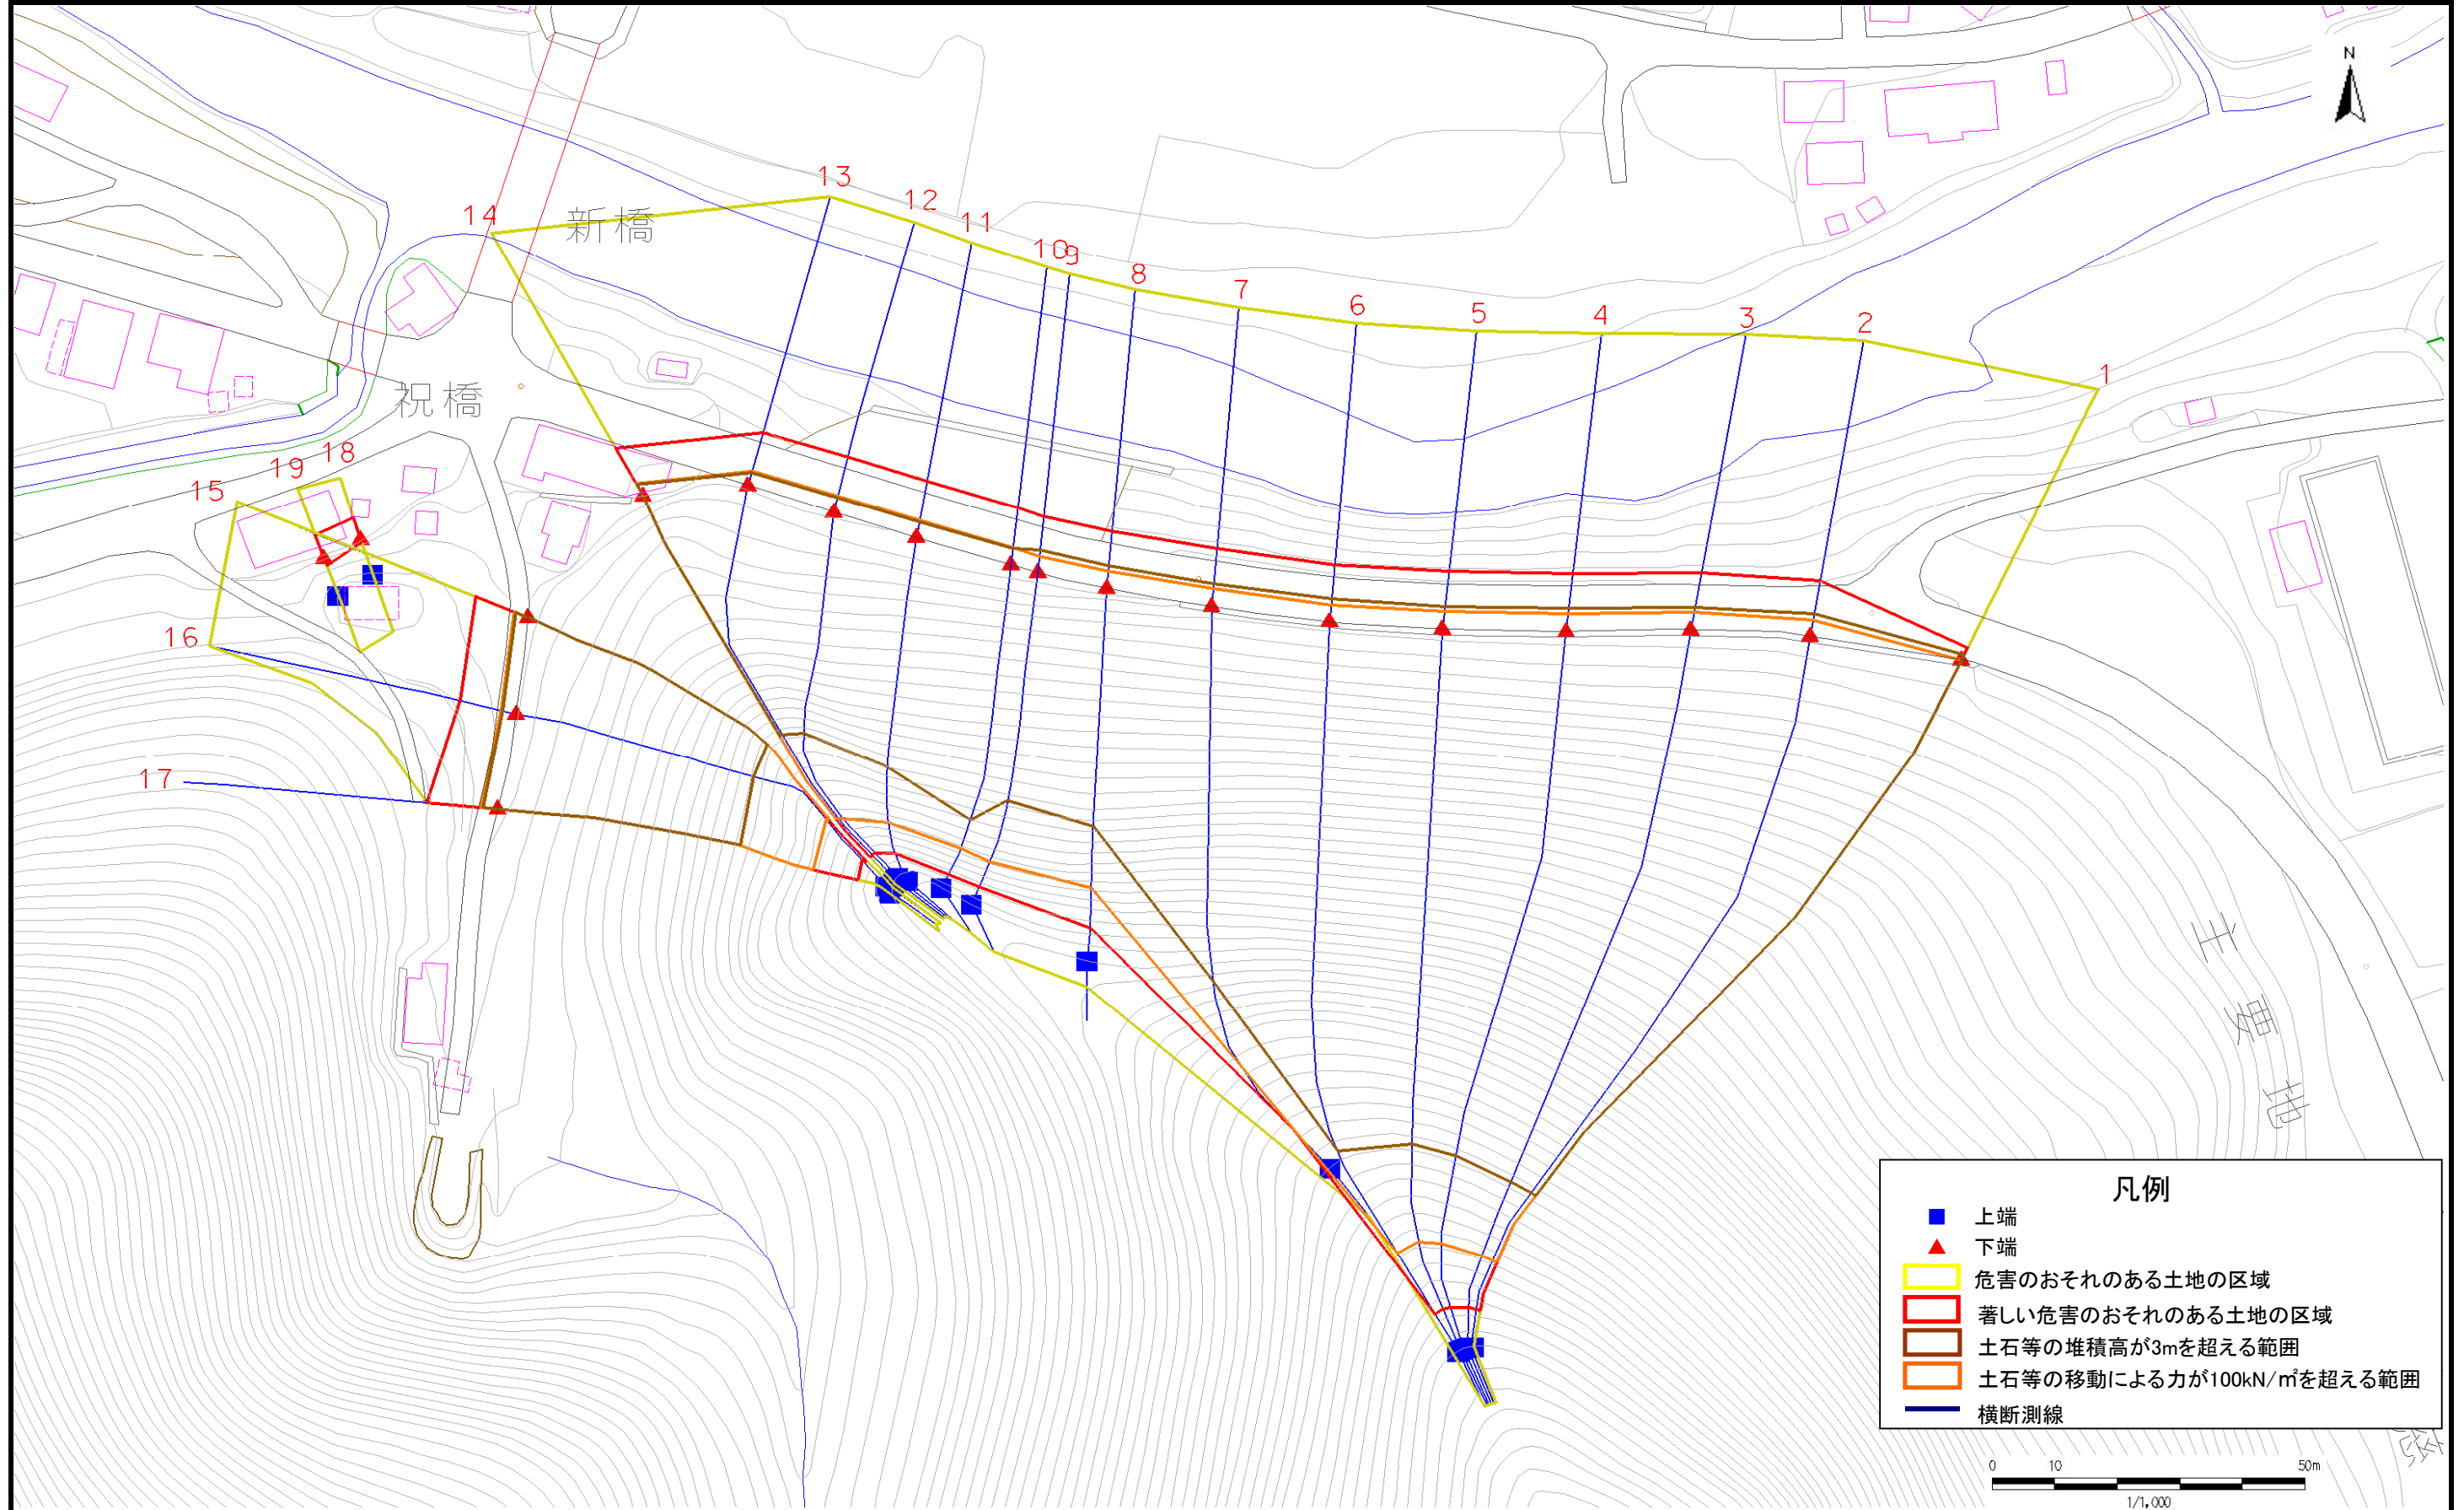 N
13
12
14
新橋
11
10
9
8
7
6
5
4
3
2
1
祝橋
18
19
15
16
17
凡例
上端
下端
危害のおそれのある土地の区域
著しい危害のおそれのある土地の区域
土石等の堆積高が3mを超える範囲
土石等の移動による力が100kN/㎡を超える範囲
横断測線
0 10 50m
1/1,000